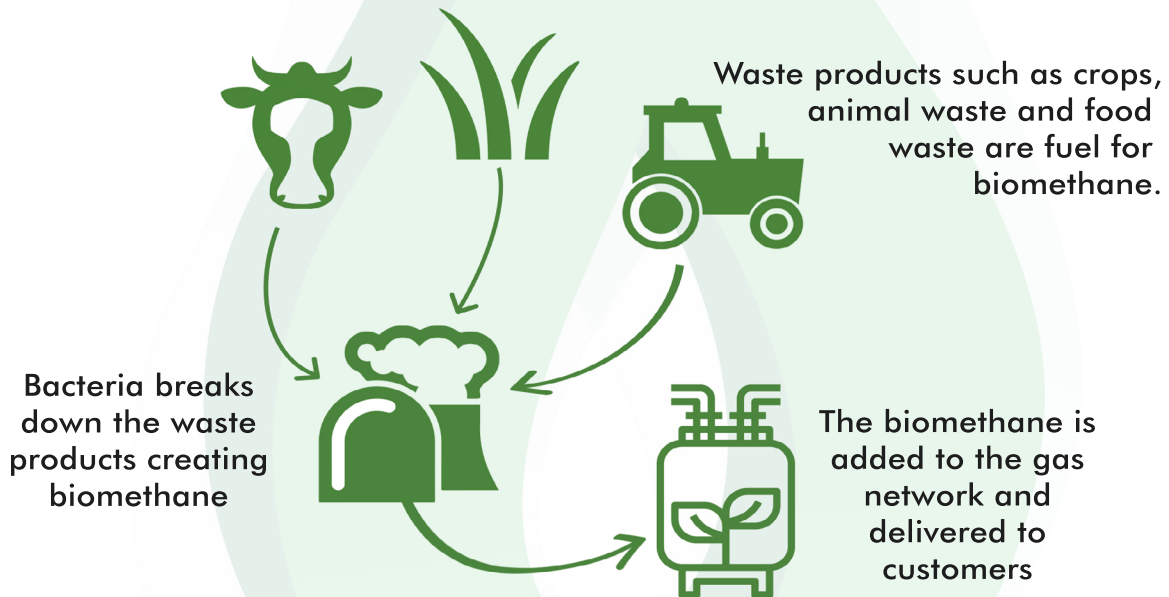 Waste products such as crops,
animal waste and food
waste are fuel for
biomethane.
Bacteria breaks
down the waste
products creating
biomethane
The biomethane is
added to the gas
network and
delivered to
customers